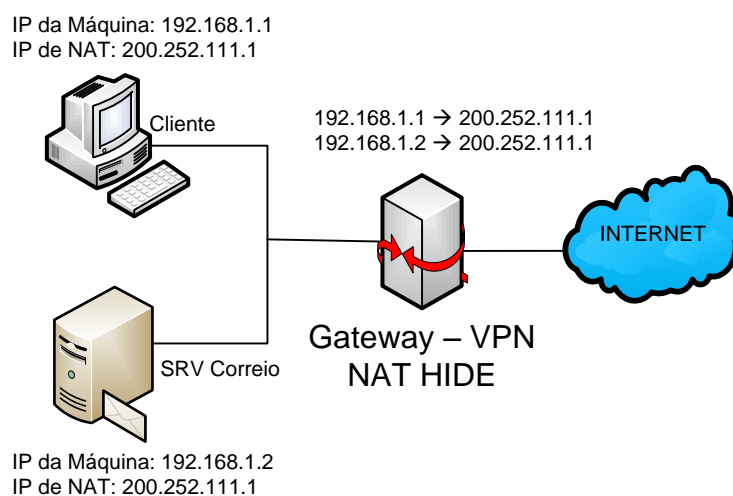 IP da Máquina: 192.168.1.1
IP de NAT: 200.252.111.1
Cliente
192.168.1.1 → 200.252.111.1
192.168.1.2 → 200.252.111.1
INTERNET
Gateway – VPN
NAT HIDE
SRV Correio
IP da Máquina: 192.168.1.2
IP de NAT: 200.252.111.1